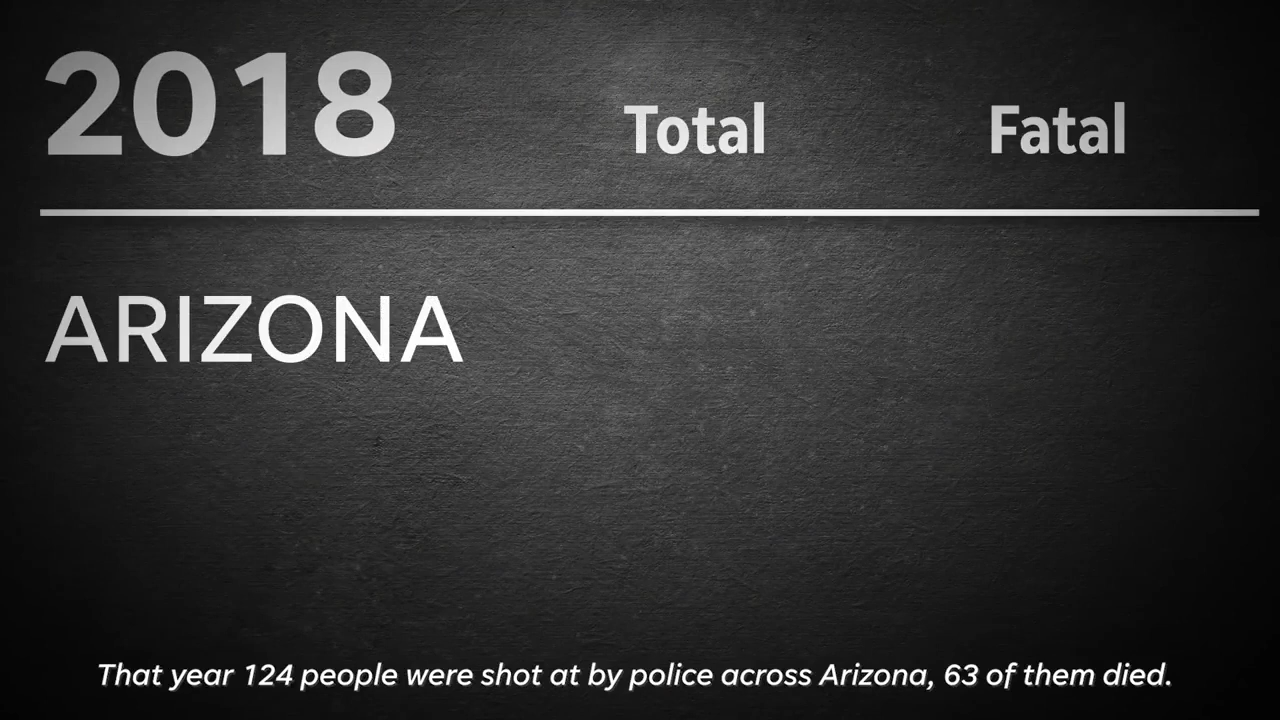 2018 Total Fatal
ARIZONA
That year 124 people were shot at by police across Arizona, 63 of them died.